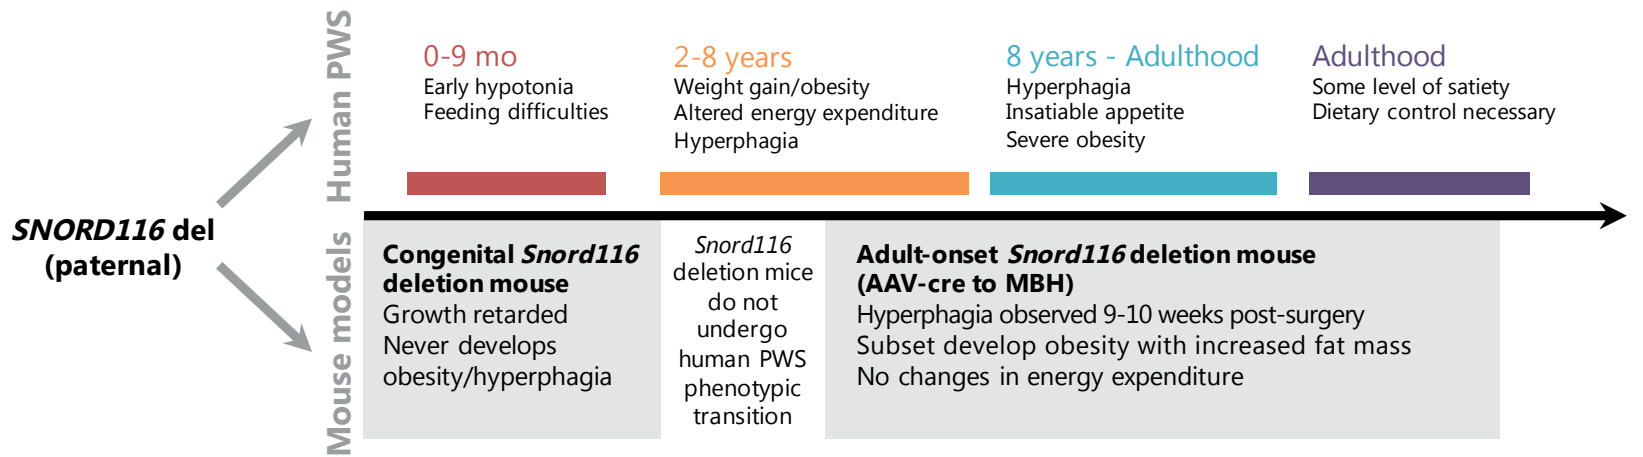 SNORD116 del
(paternal)
Human PWS
0-9 mo
Early hypotonia
Feeding difficulties
2-8 years
Weight gain/obesity
Altered energy expenditure
Hyperphagia
8 years - Adulthood
Hyperphagia
Insatiable appetite
Severe obesity
Adulthood
Some level of satiety
Dietary control necessary
Mouse models
Congenital Snord116
deletion mouse
Growth retarded
Never develops
obesity/hyperphagia
Snord116
deletion mice
do not
undergo
human PWS
phenotypic
transition
Adult-onset Snord116 deletion mouse
(AAV-cre to MBH)
Hyperphagia observed 9-10 weeks post-surgery
Subset develop obesity with increased fat mass
No changes in energy expenditure